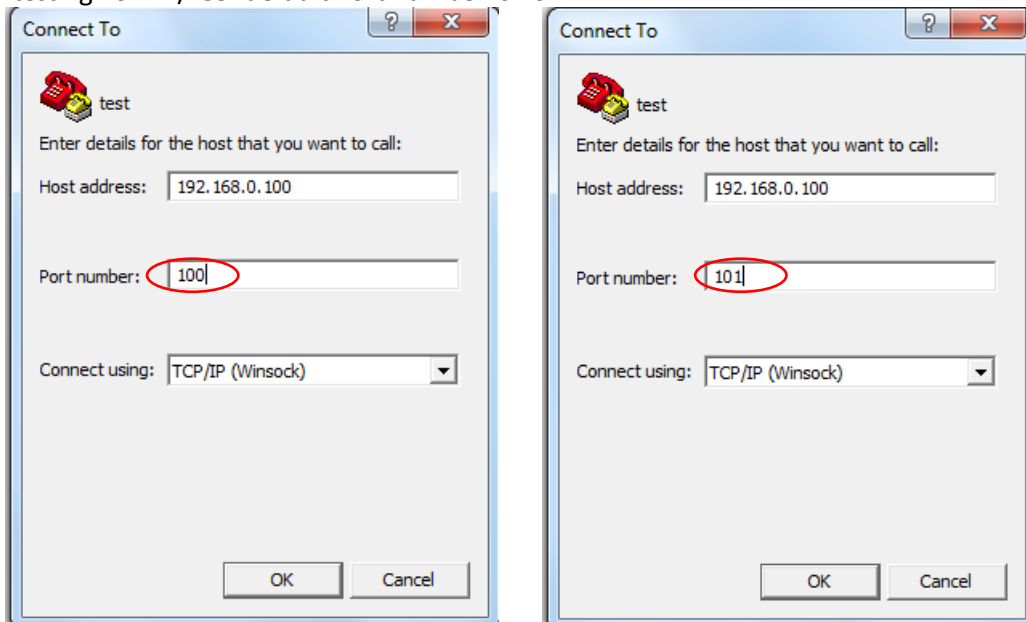 Connect To
test
Enter details for the host that you want to call:
Host address: 192.168.0.100
Port number: 100
Connect using: TCP/IP (Winsock)
OK Cancel
Connect To
test
Enter details for the host that you want to call:
Host address: 192.168.0.100
Port number: 101
Connect using: TCP/IP (Winsock)
OK Cancel